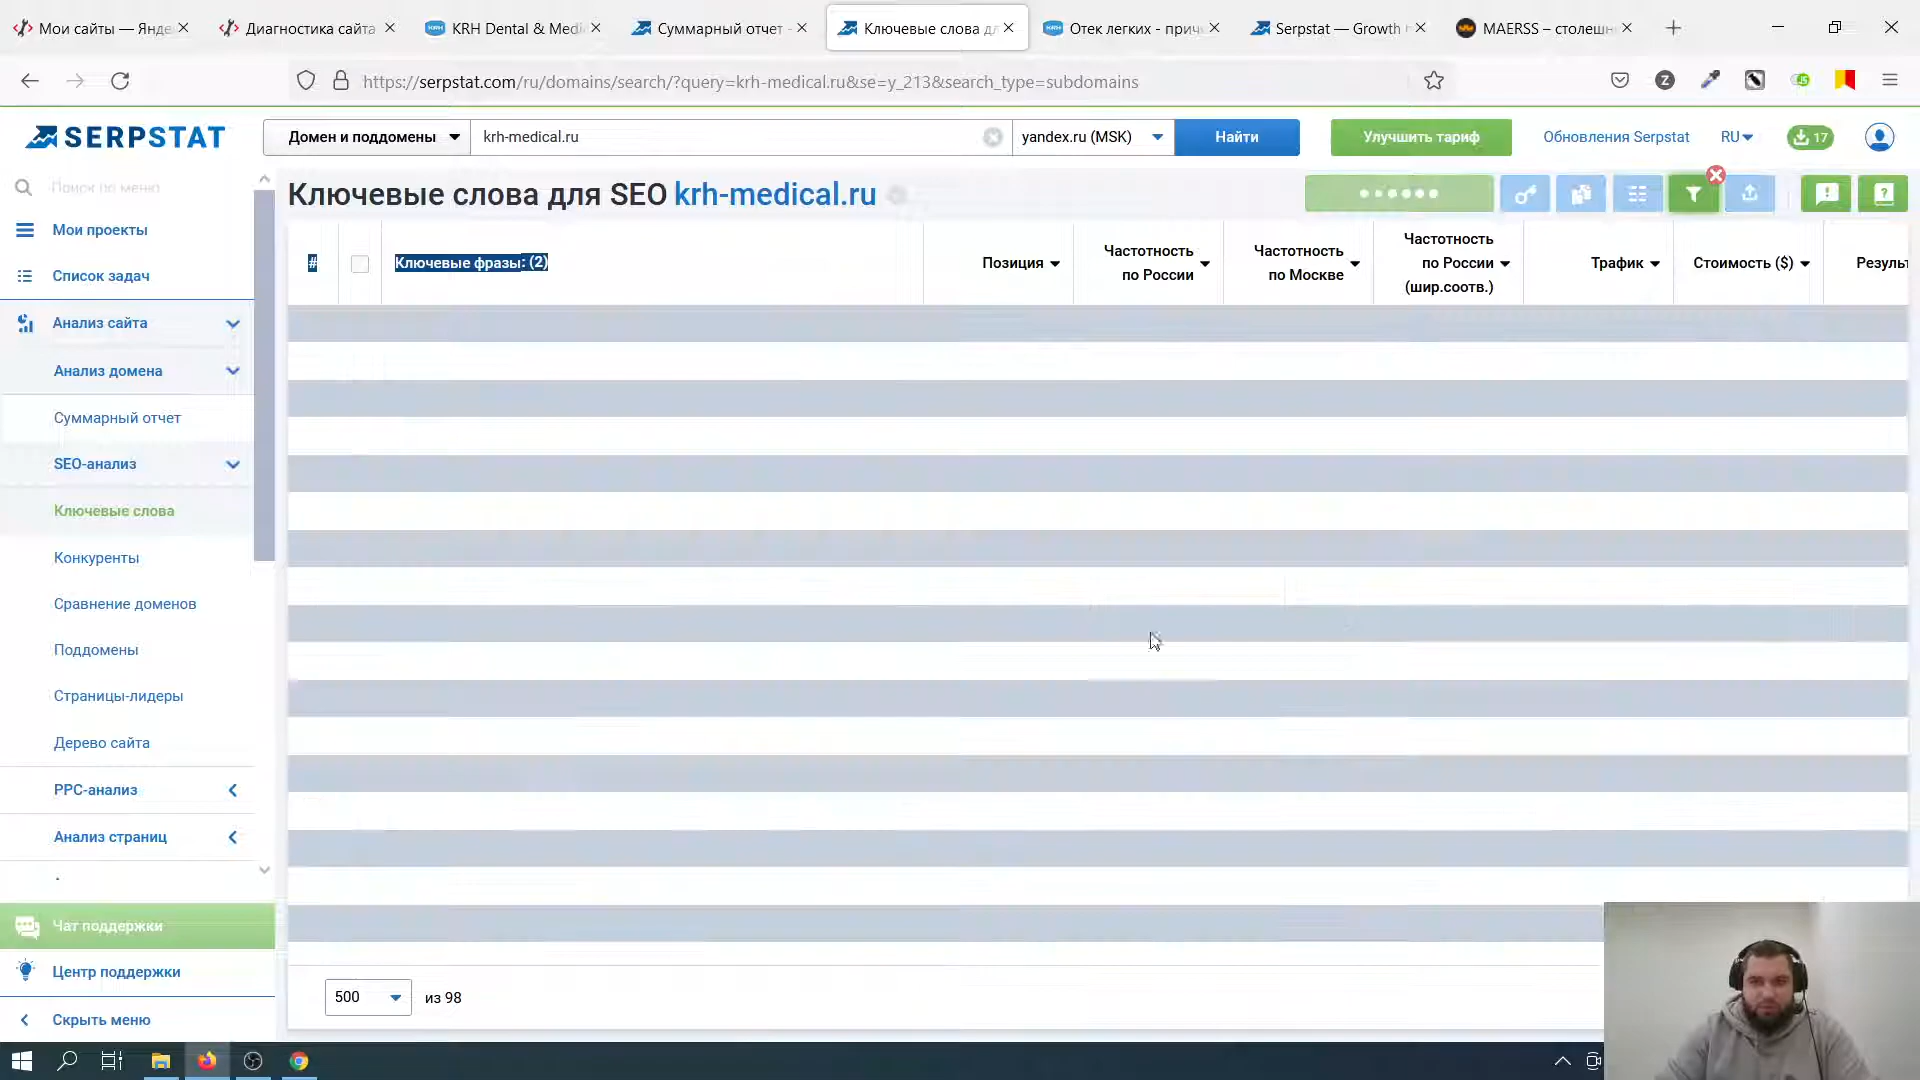 Мои сайты — Янде
Диагностика сайта
KRH Dental & Medi
Суммарный отчет -
Ключевые слова дл
Отек легких - прич
Serpstat — Growth
MAERSS – столешн
https://serpstat.com/ru/domains/search/?query=krh-medical.ru&se=y_213&search_type=subdomains
SERPSTAT
Домен и поддомены
krh-medical.ru
yandex.ru (MSK)
Найти
Улучшить тариф
Обновления Serpstat
RU
17
Поиск по меню
Ключевые слова для SEO krh-medical.ru
Мои проекты
Список задач
Анализ сайта
Анализ домена
Суммарный отчет
SEO-анализ
Ключевые слова
Конкуренты
Сравнение доменов
Поддомены
Страницы-лидеры
Дерево сайта
PPC-анализ
Анализ страниц
Чат поддержки
Центр поддержки
Скрыть меню
#
Ключевые фразы: (2)
Позиция
Частотность
по России
Частотность
по Москве
Частотность
по России
(шир.соотв.)
Трафик
Стоимость ($)
Резуль
500
из 98